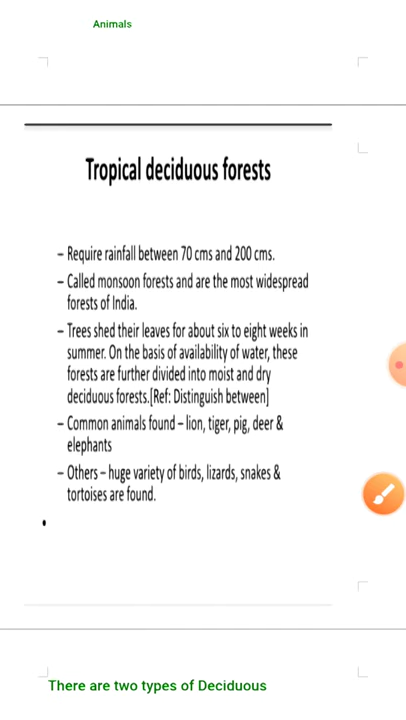 Animals
Tropical deciduous forests
– Require rainfall between 70 cms and 200 cms.
– Called monsoon forests and are the most widespread
forests of India.
– Trees shed their leaves for about six to eight weeks in
summer. On the basis of availability of water, these
forests are further divided into moist and dry
deciduous forests.[Ref: Distinguish between]
– Common animals found – lion, tiger, pig, deer &
elephants
– Others – huge variety of birds, lizards, snakes &
tortoises are found.
•
There are two types of Deciduous